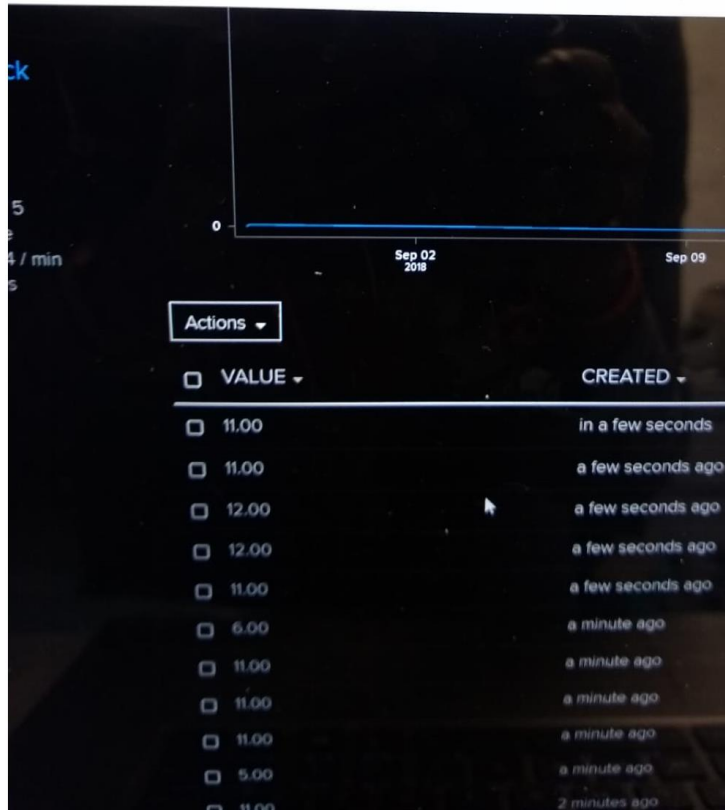 ck
5
e
4 / min
s
0
Sep 02
2018
Sep 09
Actions
VALUE CREATED
11.00 in a few seconds
11.00 a few seconds ago
12.00 a few seconds ago
12.00 a few seconds ago
11.00 a few seconds ago
6.00 a minute ago
11.00 a minute ago
11.00 a minute ago
11.00 a minute ago
5.00 a minute ago
11.00 2 minutes ago